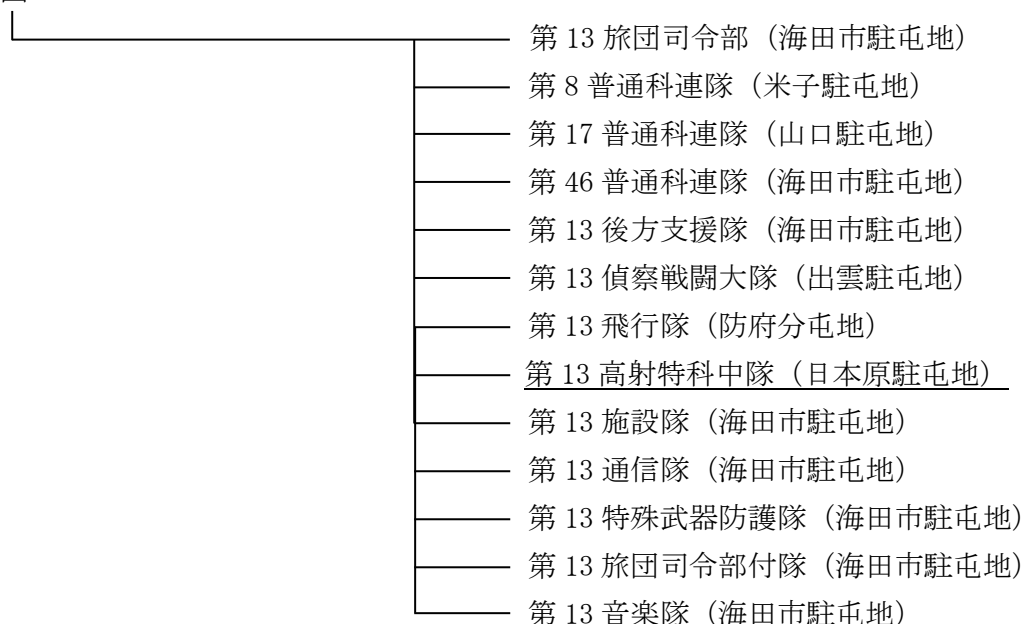 第 13 旅団司令部（海田市駐屯地）
第 8 普通科連隊（米子駐屯地）
第 17 普通科連隊（山口駐屯地）
第 46 普通科連隊（海田市駐屯地）
第 13 後方支援隊（海田市駐屯地）
第 13 偵察戦闘大隊（出雲駐屯地）
第 13 飛行隊（防府分屯地）
第 13 高射特科中隊（日本原駐屯地）
第 13 施設隊（海田市駐屯地）
第 13 通信隊（海田市駐屯地）
第 13 特殊武器防護隊（海田市駐屯地）
第 13 旅団司令部付隊（海田市駐屯地）
第 13 音楽隊（海田市駐屯地）